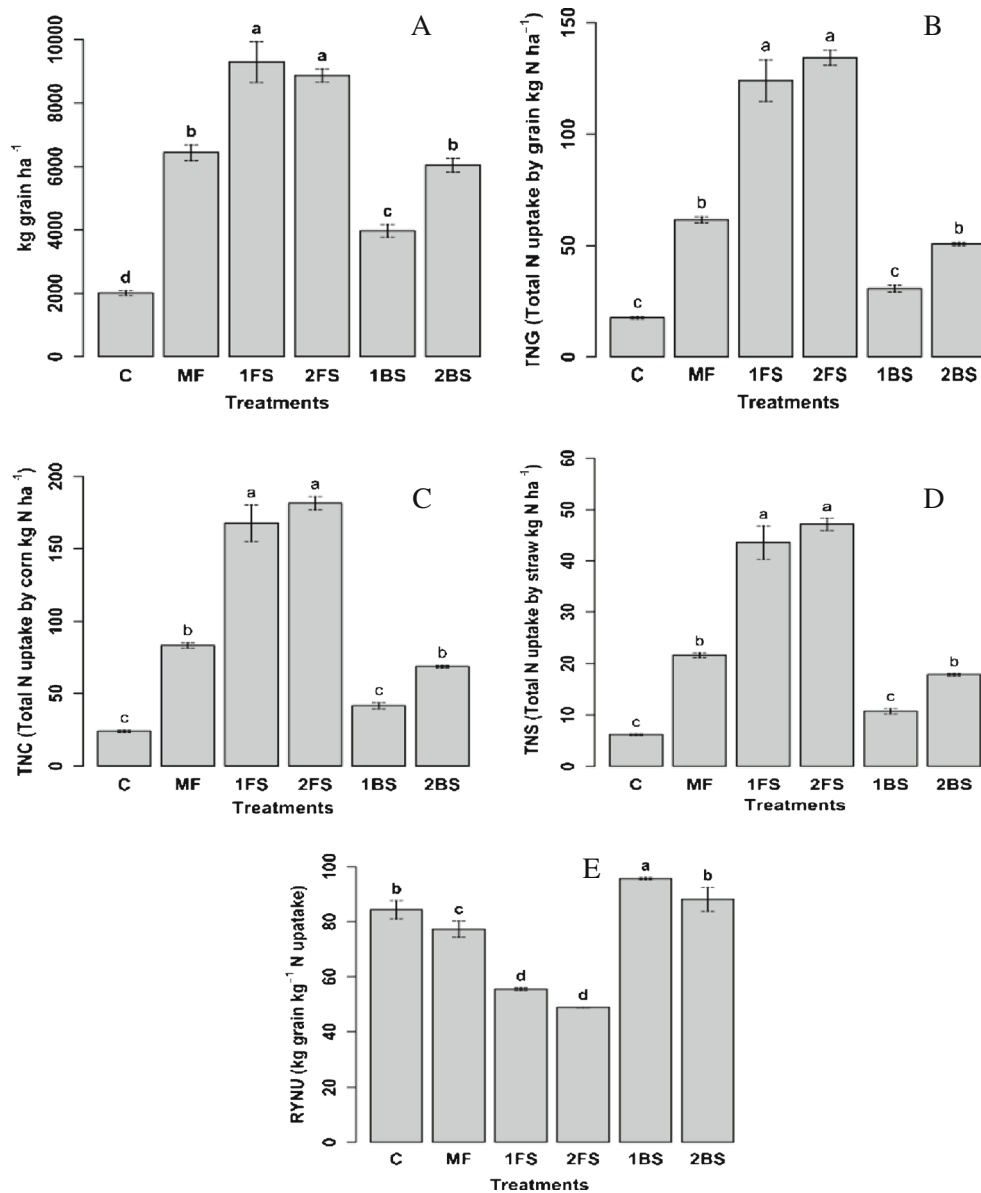 A
kg grain ha⁻¹
0 2000 4000 6000 8000 10000
d b a a c b
C MF 1FS 2FS 1BS 2BS
Treatments
B
TNG (Total N uptake by grain kg N ha⁻¹)
0 50 100 150
c b a a c b
C MF 1FS 2FS 1BS 2BS
Treatments
C
TNC (Total N uptake by corn kg N ha⁻¹)
0 50 100 150 200
c b a a c b
C MF 1FS 2FS 1BS 2BS
Treatments
D
TNS (Total N uptake by straw kg N ha⁻¹)
0 10 20 30 40 50 60
c b a a c b
C MF 1FS 2FS 1BS 2BS
Treatments
E
RYNU (kg grain kg⁻¹ N upatake)
0 20 40 60 80 100
b c d d a b
C MF 1FS 2FS 1BS 2BS
Treatments